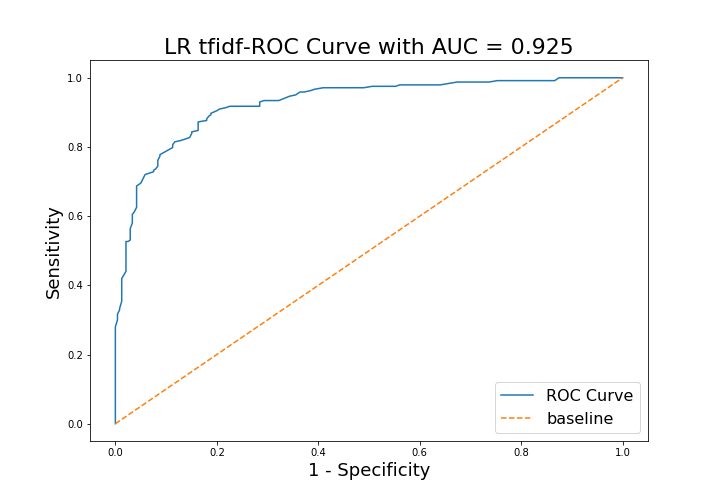 LR tfidf-ROC Curve with AUC = 0.925
1.0
0.8
0.6
0.4
0.2
0.0
Sensitivity
ROC Curve
baseline
0.0 0.2 0.4 0.6 0.8 1.0
1 - Specificity